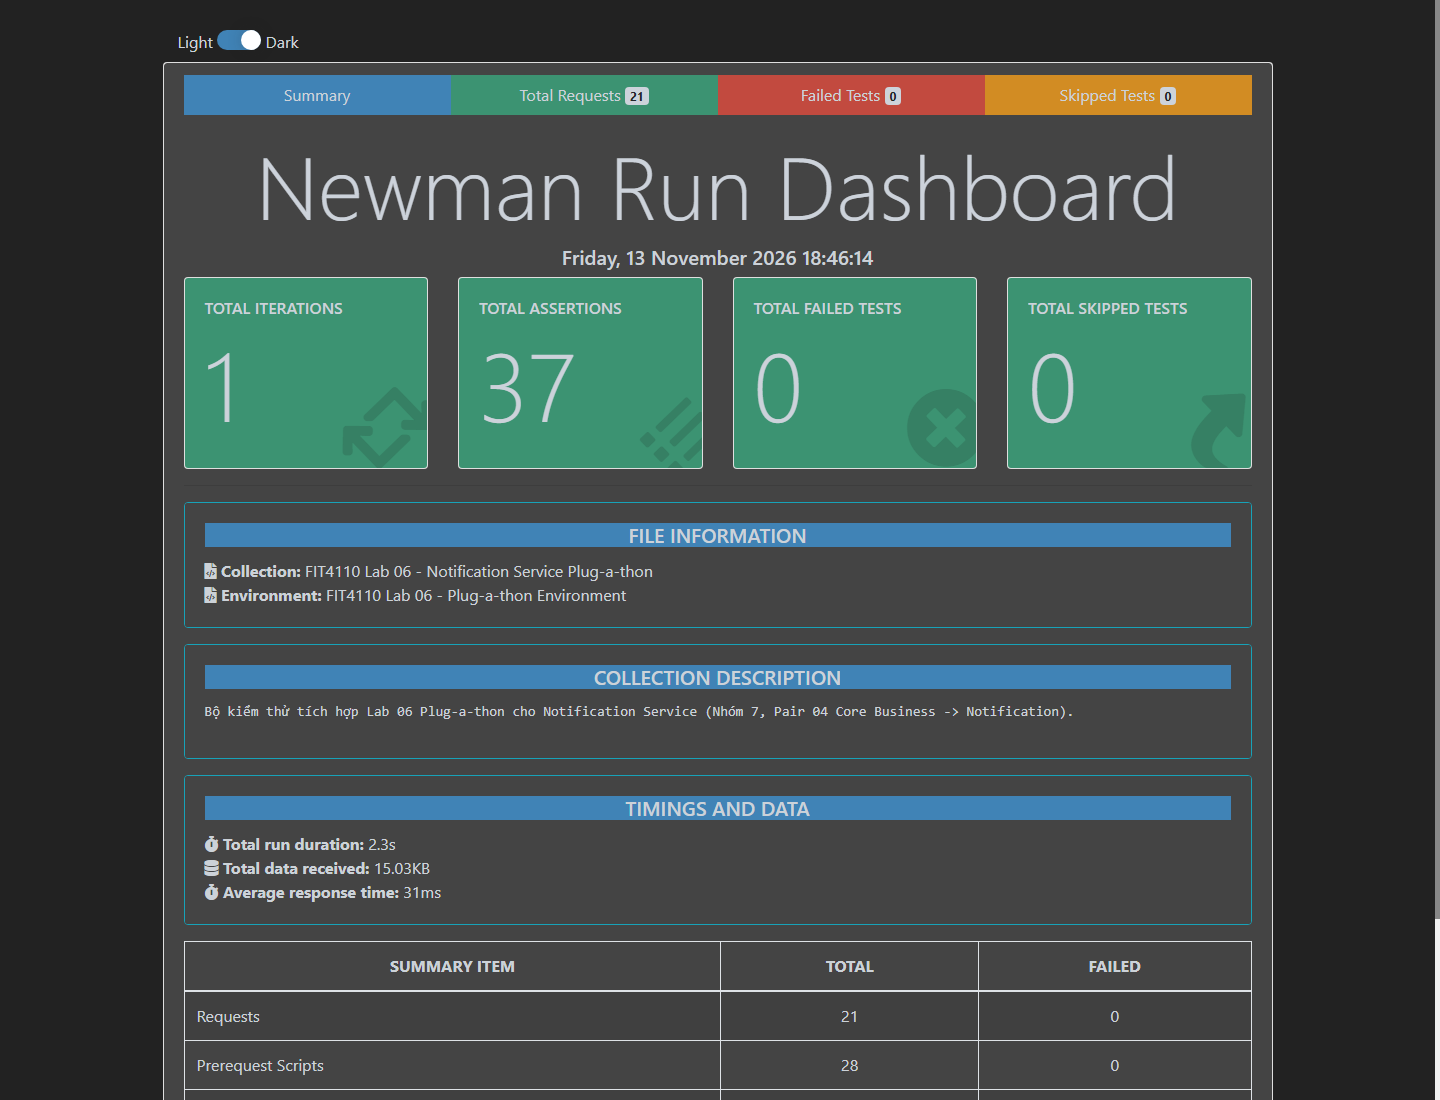 Light Dark
Summary
Total Requests 21
Failed Tests 0
Skipped Tests 0
Newman Run Dashboard
Friday, 13 November 2026 18:46:14
TOTAL ITERATIONS
1
TOTAL ASSERTIONS
37
TOTAL FAILED TESTS
0
TOTAL SKIPPED TESTS
0
FILE INFORMATION
Collection: FIT4110 Lab 06 - Notification Service Plug-a-thon
Environment: FIT4110 Lab 06 - Plug-a-thon Environment
COLLECTION DESCRIPTION
Bộ kiểm thử tích hợp Lab 06 Plug-a-thon cho Notification Service (Nhóm 7, Pair 04 Core Business -> Notification).
TIMINGS AND DATA
Total run duration: 2.3s
Total data received: 15.03KB
Average response time: 31ms
SUMMARY ITEM TOTAL FAILED
Requests 21 0
Prerequest Scripts 28 0